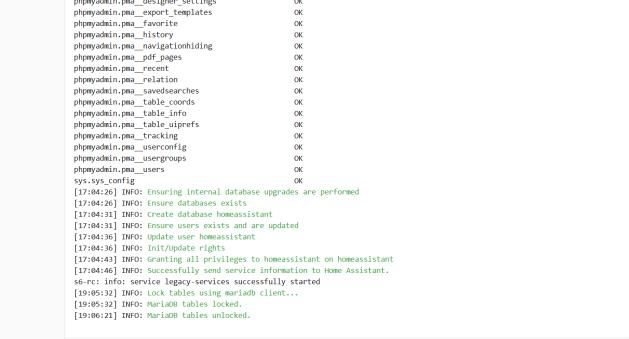 phpmyadmin.pma__designer_settings OK
phpmyadmin.pma__export_templates OK
phpmyadmin.pma__favorite OK
phpmyadmin.pma__history OK
phpmyadmin.pma__navigationhiding OK
phpmyadmin.pma__pdf_pages OK
phpmyadmin.pma__recent OK
phpmyadmin.pma__relation OK
phpmyadmin.pma__savedsearches OK
phpmyadmin.pma__table_coords OK
phpmyadmin.pma__table_info OK
phpmyadmin.pma__table_uiprefs OK
phpmyadmin.pma__tracking OK
phpmyadmin.pma__userconfig OK
phpmyadmin.pma__usergroups OK
phpmyadmin.pma__users OK
sys.sys_config OK
[17:04:26] INFO: Ensuring internal database upgrades are performed
[17:04:26] INFO: Ensure databases exists
[17:04:31] INFO: Create database homeassistant
[17:04:31] INFO: Ensure users exists and are updated
[17:04:36] INFO: Update user homeassistant
[17:04:36] INFO: Init/Update rights
[17:04:43] INFO: Granting all privileges to homeassistant on homeassistant
[17:04:46] INFO: Successfully send service information to Home Assistant.
s6-rc: info: service legacy-services successfully started
[19:05:32] INFO: Lock tables using mariadb client...
[19:05:32] INFO: MariaDB tables locked.
[19:06:21] INFO: MariaDB tables unlocked.